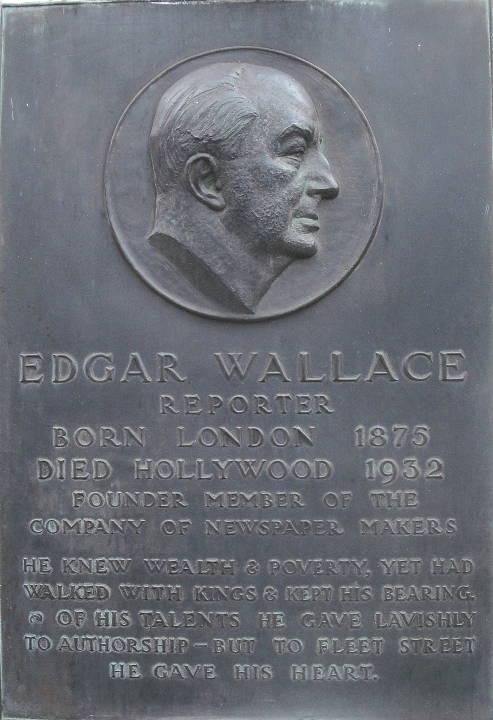 EDGAR WALLACE
REPORTER
BORN LONDON 1875
DIED HOLLYWOOD 1932
FOUNDER MEMBER OF THE
COMPANY OF NEWSPAPER MAKERS
HE KNEW WEALTH & POVERTY, YET HAD
WALKED WITH KINGS & KEPT HIS BEARING.
OF HIS TALENTS HE GAVE LAVISHLY
TO AUTHORSHIP – BUT TO FLEET STREET
HE GAVE HIS HEART.